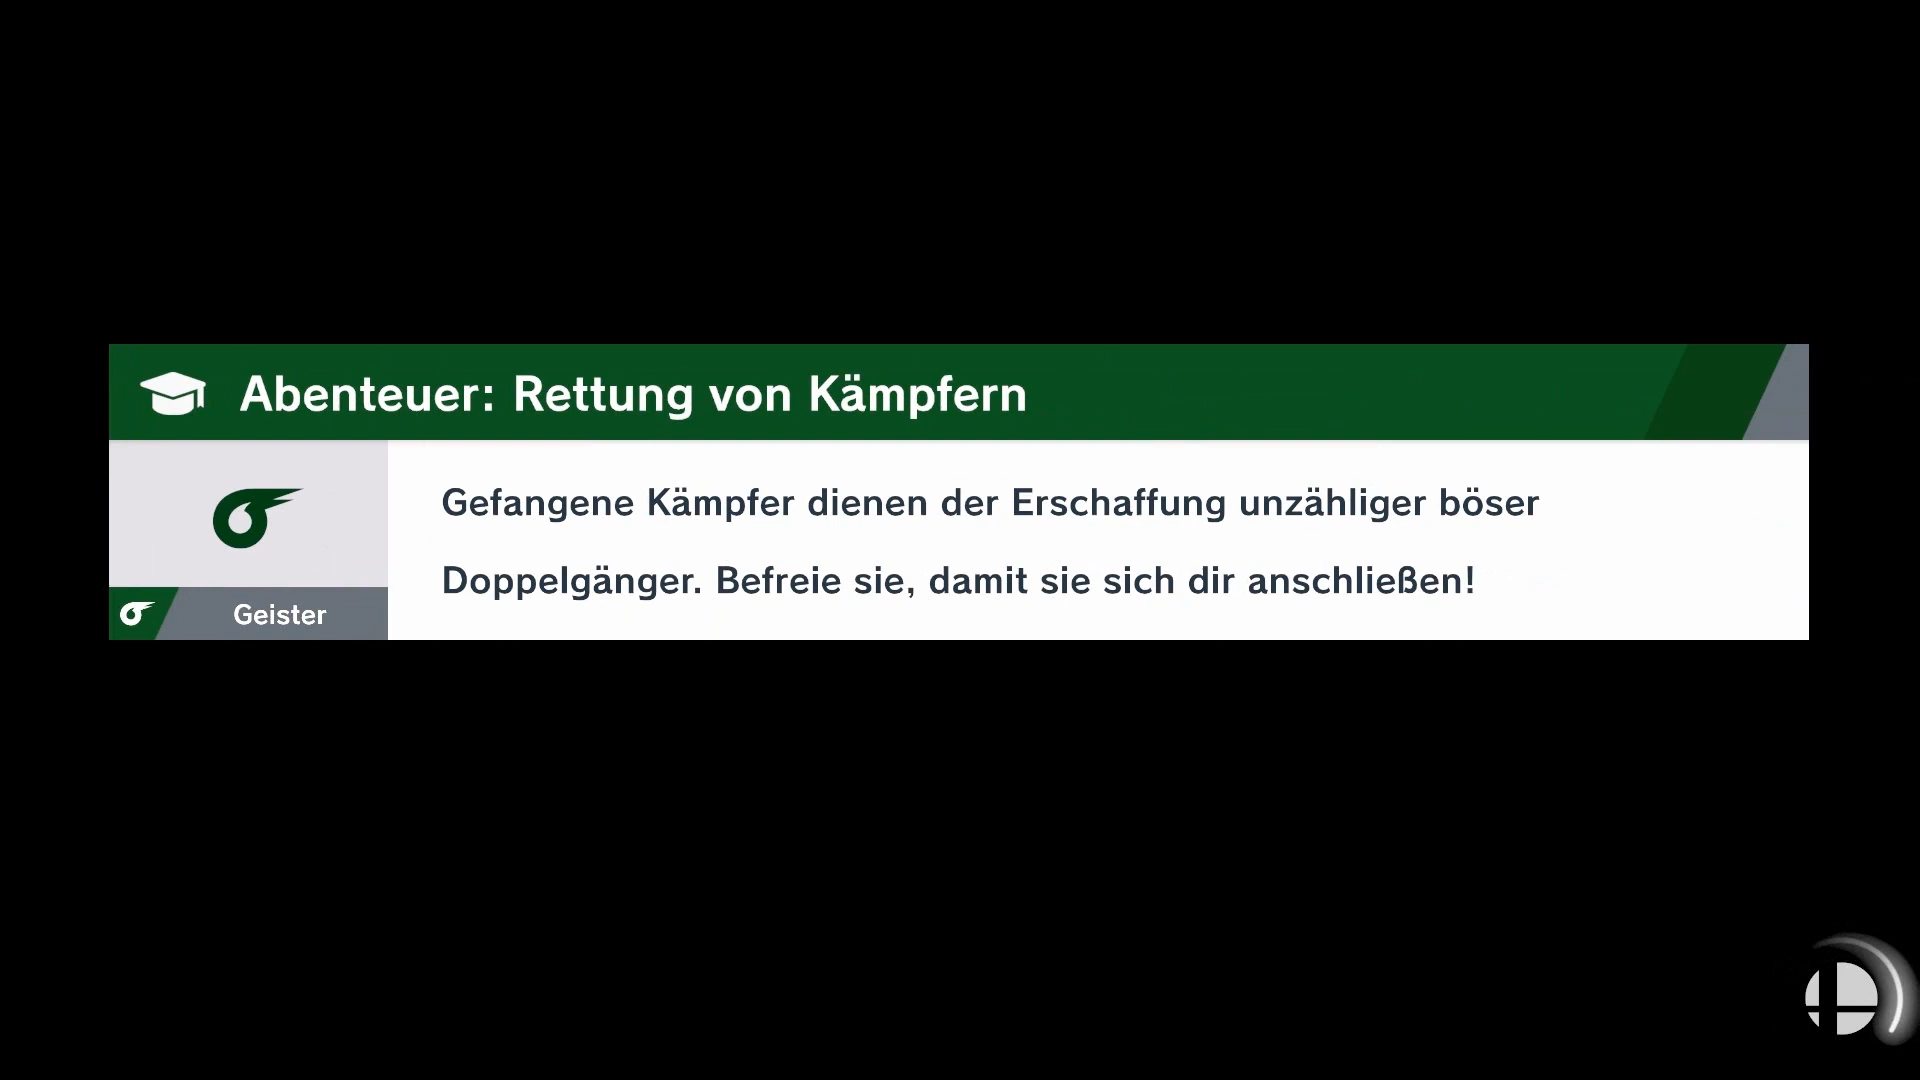 Abenteuer: Rettung von Kämpfern
Gefangene Kämpfer dienen der Erschaffung unzähliger böser
Doppelgänger. Befreie sie, damit sie sich dir anschließen!
Geister